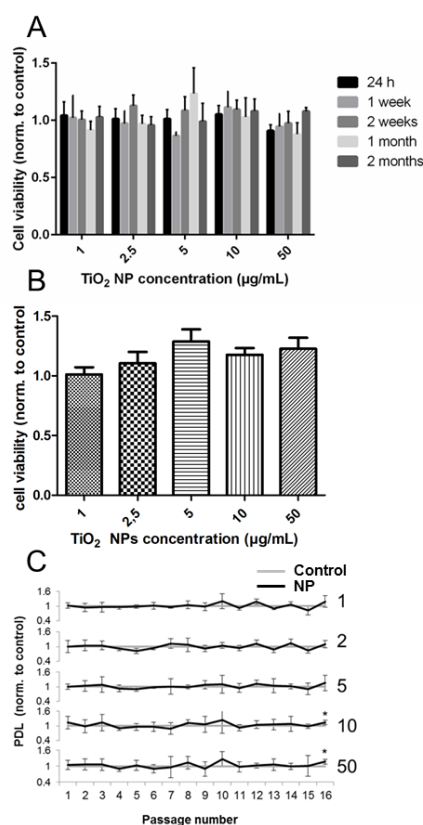 A
Cell viability (norm. to control)
1.5
1.0
0.5
0.0
1 2.5 5 10 50
TiO2 NP concentration (µg/mL)
24 h
1 week
2 weeks
1 month
2 months
B
cell viability (norm. to control
1.5
1.0
0.5
0.0
1 2,5 5 10 50
TiO2 NPs concentration (µg/mL)
C
Control
NP
PDL (norm. to control)
1.6
1
0.4
1
1.6
1
0.4
2
1.6
1
0.4
5
1.6
1
0.4
* 10
1.6
1
0.4
* 50
1 2 3 4 5 6 7 8 9 10 11 12 13 14 15 16
Passage number